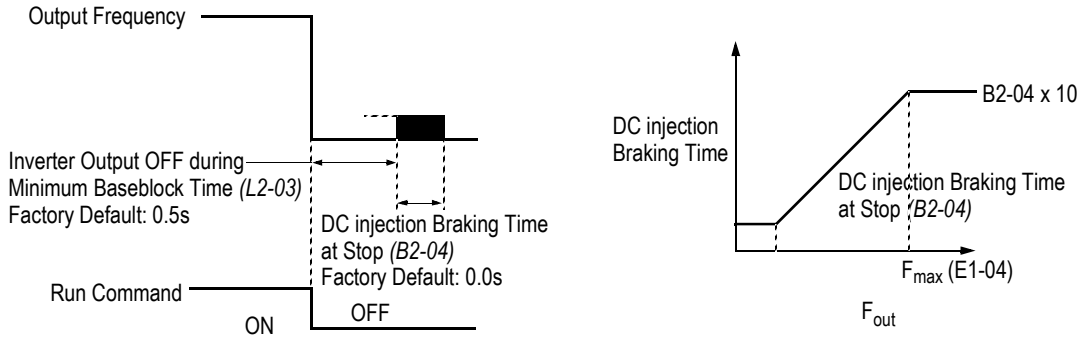 Output Frequency
Inverter Output OFF during
Minimum Baseblock Time (L2-03)
Factory Default: 0.5s
DC injection Braking Time
at Stop (B2-04)
Factory Default: 0.0s
Run Command
ON
OFF
DC injection
Braking Time
B2-04 x 10
DC injection Braking Time
at Stop (B2-04)
Fmax (E1-04)
Fout